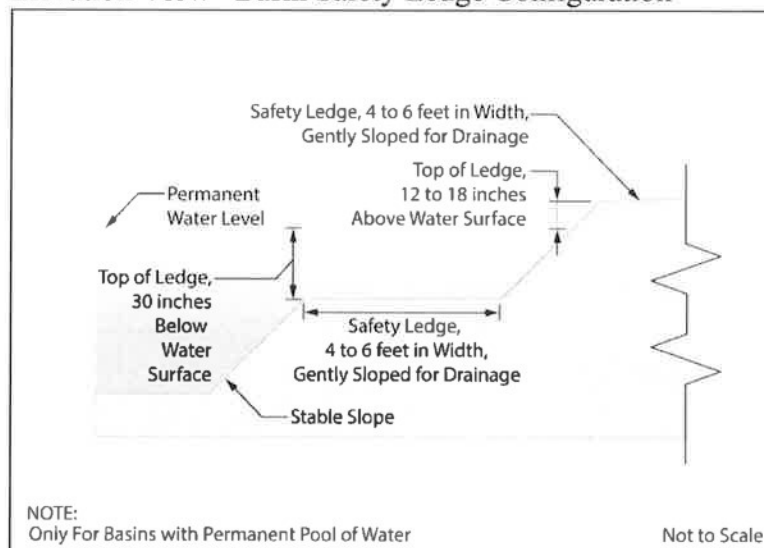 Safety Ledge, 4 to 6 feet in Width,
Gently Sloped for Drainage
Top of Ledge,
12 to 18 inches
Above Water Surface
Permanent
Water Level
Top of Ledge,
30 inches
Below
Water
Surface
Safety Ledge,
4 to 6 feet in Width,
Gently Sloped for Drainage
Stable Slope
NOTE:
Only For Basins with Permanent Pool of Water
Not to Scale